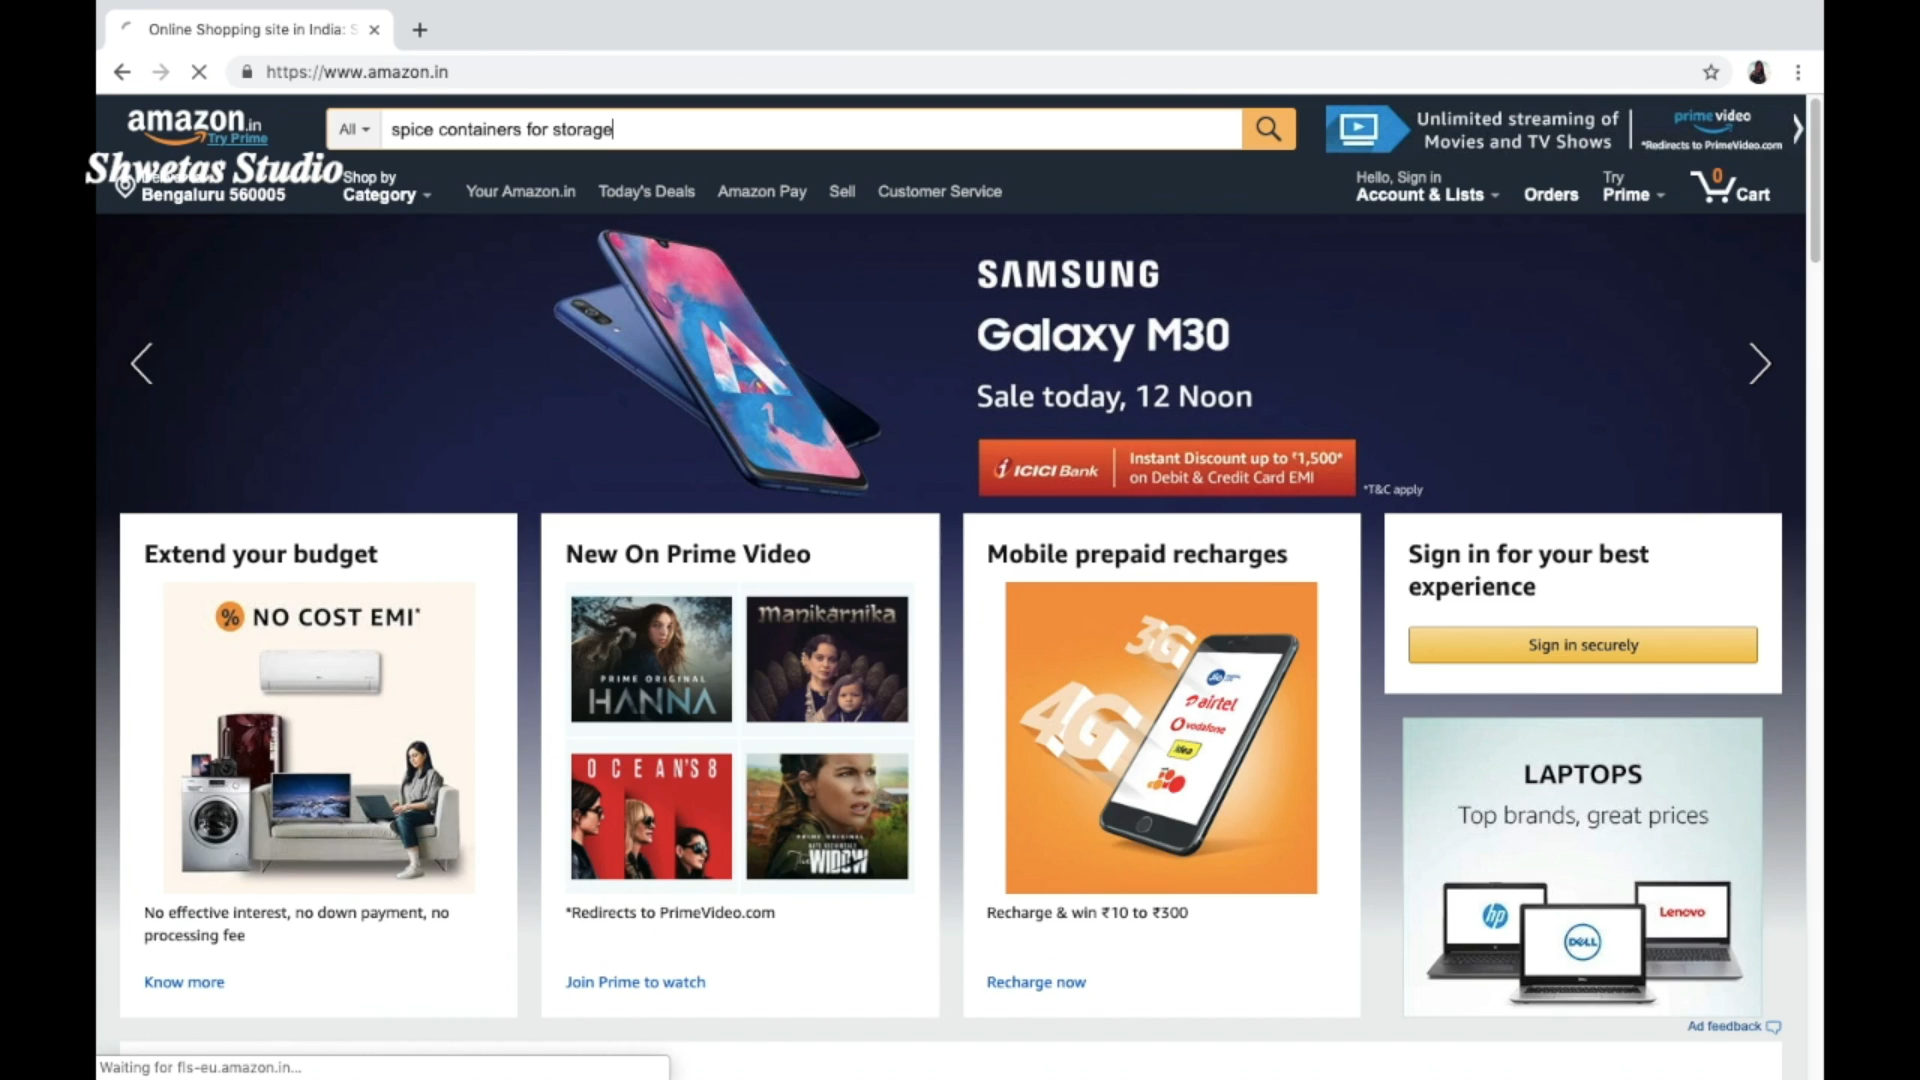 Online Shopping site in India: S
https://www.amazon.in
amazon.in
Try Prime
All
spice containers for storage
Unlimited streaming of
Movies and TV Shows
prime video
*Redirects to PrimeVideo.com
Shwetas Studio
Bengaluru 560005
Shop by
Category
Your Amazon.in
Today's Deals
Amazon Pay
Sell
Customer Service
Hello, Sign in
Account & Lists
Orders
Try
Prime
0
Cart
SAMSUNG
Galaxy M30
Sale today, 12 Noon
ICICI Bank
Instant Discount up to ₹1,500*
on Debit & Credit Card EMI
*T&C apply
Extend your budget
% NO COST EMI*
No effective interest, no down payment, no
processing fee
Know more
New On Prime Video
PRIME ORIGINAL
HANNA
Manikarnika
OCEAN'S 8
PRIME ORIGINAL
THE WIDOW
*Redirects to PrimeVideo.com
Join Prime to watch
Mobile prepaid recharges
3G
4G
Jio
airtel
vodafone
idea
Recharge & win ₹10 to ₹300
Recharge now
Sign in for your best
experience
Sign in securely
LAPTOPS
Top brands, great prices
hp
DELL
Lenovo
Ad feedback
Waiting for fls-eu.amazon.in...